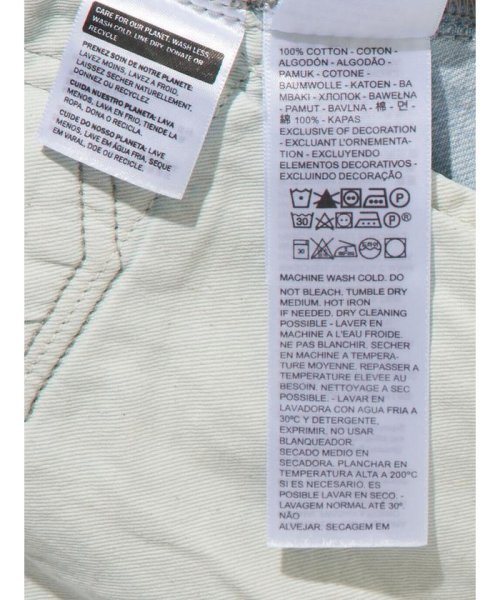 CARE FOR OUR PLANET: WASH LESS,
WASH COLD, LINE DRY, DONATE OR
RECYCLE
PRENEZ SOIN DE NOTRE PLANETE:
LAVEZ MOINS, LAVEZ A FROID,
LAISSEZ SECHER NATURELLEMENT,
DONNEZ OU RECYCLEZ
CUIDA NUESTRO PLANETA: LAVA
MENOS, LAVA EN FRIO, TIENDE LA
ROPA, DONA O RECICLA.
CUIDE DO NOSSO PLANETA: LAVE
MENOS, LAVE EM ÁGUA FRIA, SEQUE
EM VARAL, DOE OU RECICLE.
100% COTTON - COTON -
ALGODÓN - ALGODÃO -
PAMUK - COTONE -
BAUMWOLLE - KATOEN - BA
MBAKI - ХЛОПОК - BAWEŁNA
- PAMUT - BAVLNA - 棉 - 면 -
綿 100% - KAPAS
EXCLUSIVE OF DECORATION
- EXCLUANT L'ORNEMENTA-
TION - EXCLUYENDO
ELEMENTOS DECORATIVOS -
EXCLUINDO DECORAÇÃO
P
30 P®
30
MACHINE WASH COLD. DO
NOT BLEACH. TUMBLE DRY
MEDIUM. HOT IRON
IF NEEDED. DRY CLEANING
POSSIBLE - LAVER EN
MACHINE A L'EAU FROIDE.
NE PAS BLANCHIR. SECHER
EN MACHINE A TEMPERA-
TURE MOYENNE. REPASSER A
TEMPERATURE ELEVEE AU
BESOIN. NETTOYAGE A SEC
POSSIBLE. - LAVAR EN
LAVADORA CON AGUA FRIA A
30ºC Y DETERGENTE,
EXPRIMIR. NO USAR
BLANQUEADOR.
SECADO MEDIO EN
SECADORA. PLANCHAR EN
TEMPERATURA ALTA A 200°C
SI ES NECESARIO. ES
POSIBLE LAVAR EN SECO. -
LAVAGEM NORMAL ATÉ 30º.
NÃO
ALVEJAR. SECAGEM EM